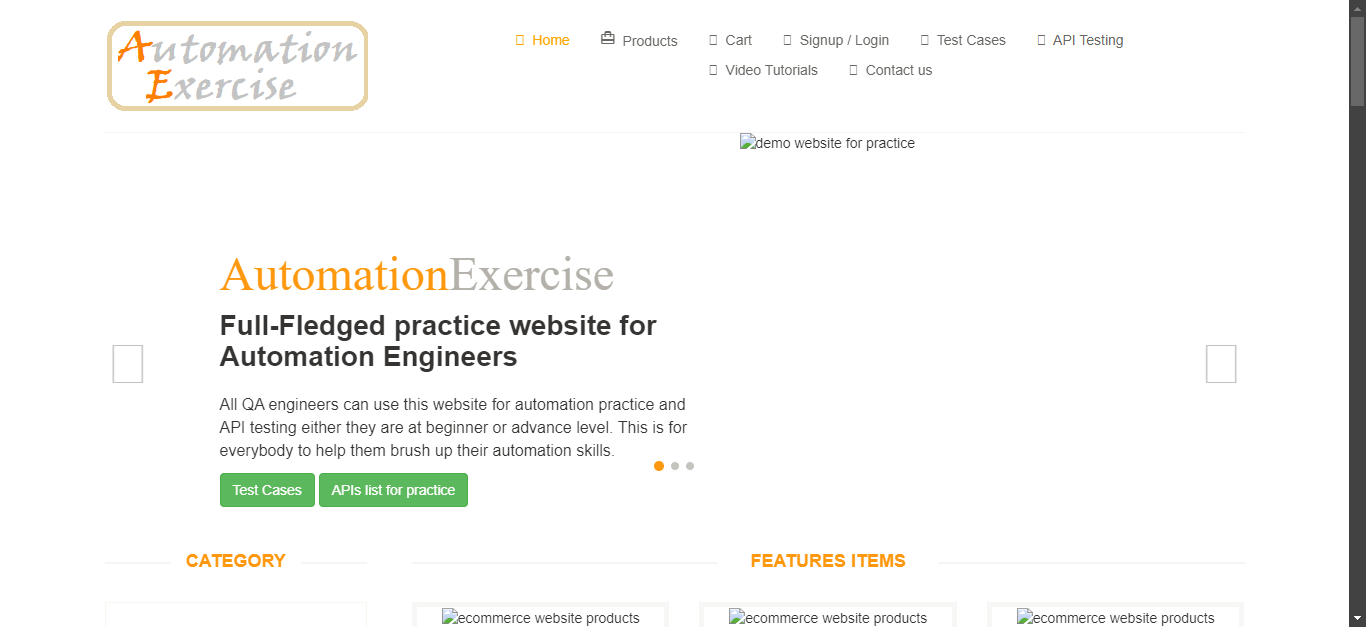 Automation
Exercise
Home Products Cart Signup / Login Test Cases API Testing
Video Tutorials Contact us
demo website for practice
AutomationExercise
Full-Fledged practice website for
Automation Engineers
All QA engineers can use this website for automation practice and
API testing either they are at beginner or advance level. This is for
everybody to help them brush up their automation skills.
Test Cases APIs list for practice
CATEGORY FEATURES ITEMS
ecommerce website products ecommerce website products ecommerce website products